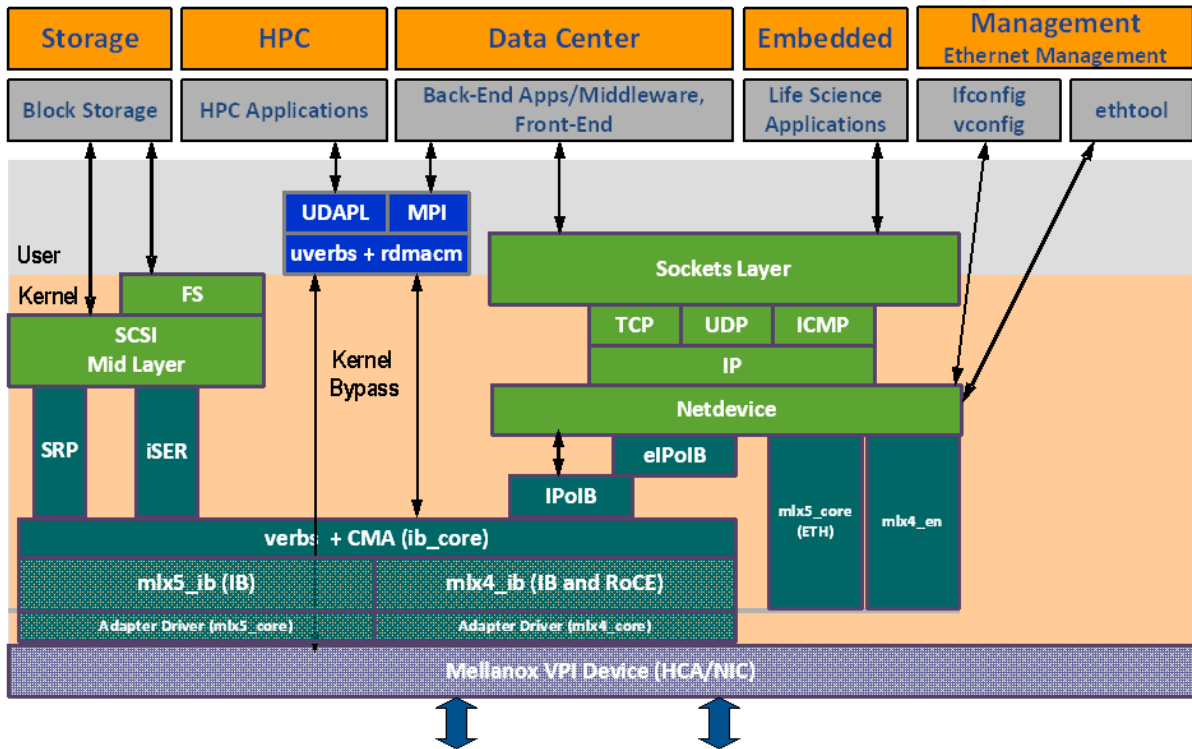 Storage
HPC
Data Center
Embedded
Management
Ethernet Management
Block Storage
HPC Applications
Back-End Apps/Middleware,
Front-End
Life Science
Applications
Ifconfig
vconfig
ethtool
UDAPL
MPI
uverbs + rdmacm
User
Kernel
Sockets Layer
FS
SCSI
Mid Layer
TCP
UDP
ICMP
IP
Kernel
Bypass
Netdevice
SRP
iSER
eIPoIB
IPoIB
mlx5_core
(ETH)
mlx4_en
verbs + CMA (ib_core)
mlx5_ib (IB)
mlx4_ib (IB and RoCE)
Adapter Driver (mlx5_core)
Adapter Driver (mlx4_core)
Mellanox VPI Device (HCA/NIC)